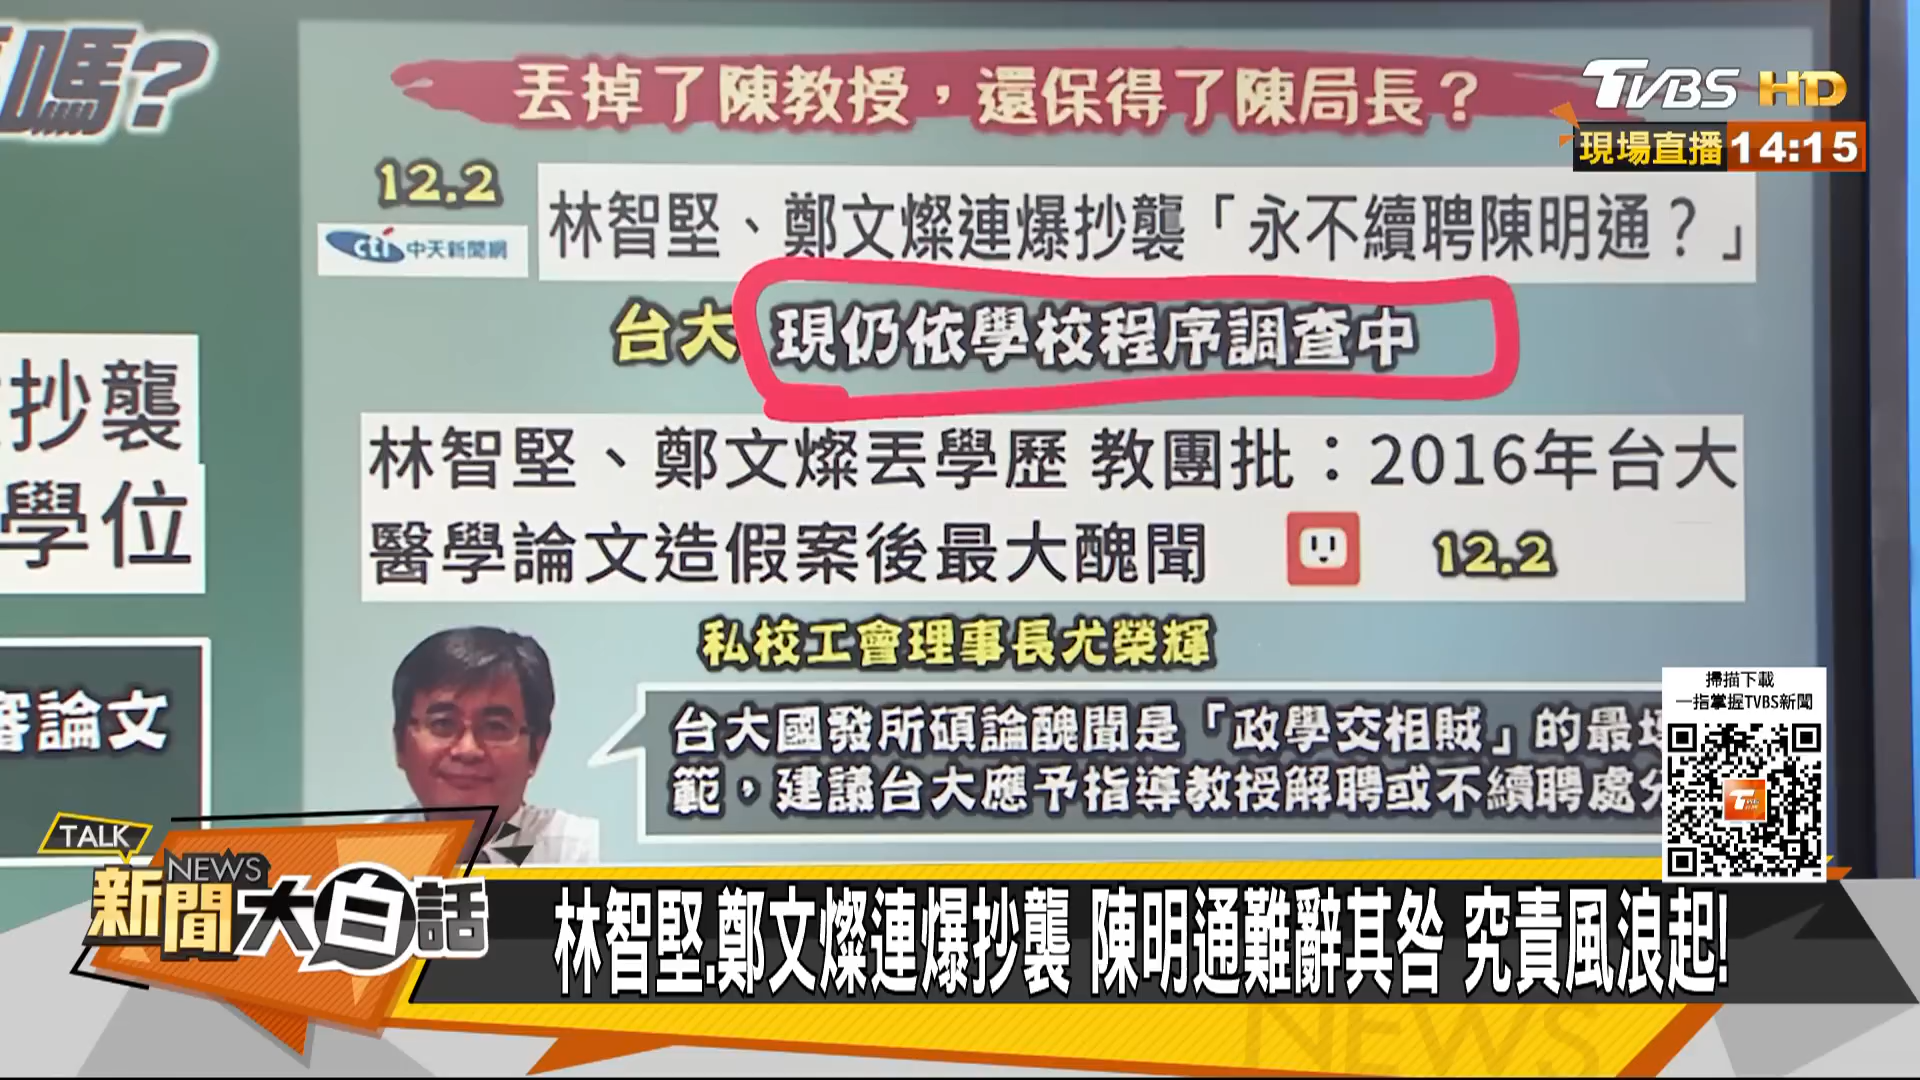 嗎?
丟掉了陳教授，還保得了陳局長？
TVBS HD
現場直播 14:15
12.2
cti 中天新聞網
林智堅、鄭文燦連爆抄襲「永不續聘陳明通？」
台大 現仍依學校程序調查中
抄襲
學位
林智堅、鄭文燦丟學歷 教團批：2016年台大
醫學論文造假案後最大醜聞
12.2
私校工會理事長尤榮輝
審論文
台大國發所碩論醜聞是「政學交相賊」的最
範，建議台大應予指導教授解聘或不續聘處
掃描下載
一指掌握TVBS新聞
TALK
NEWS
新聞大白話
林智堅.鄭文燦連爆抄襲 陳明通難辭其咎 究責風浪起!
NEWS